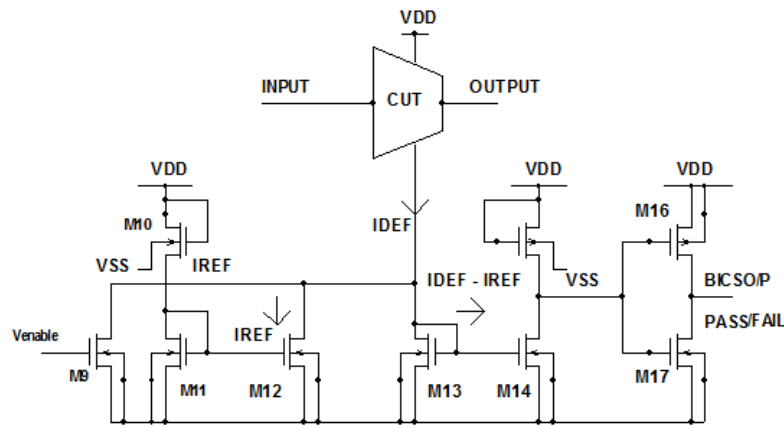 VDD
INPUT
CUT
OUTPUT
VDD
VDD
VDD
M10
M16
IDEF
VSS
IREF
IDEF - IREF
VSS
BICSO/P
IREF
PASS/FAIL
Venable
M9
M11
M12
M13
M14
M17